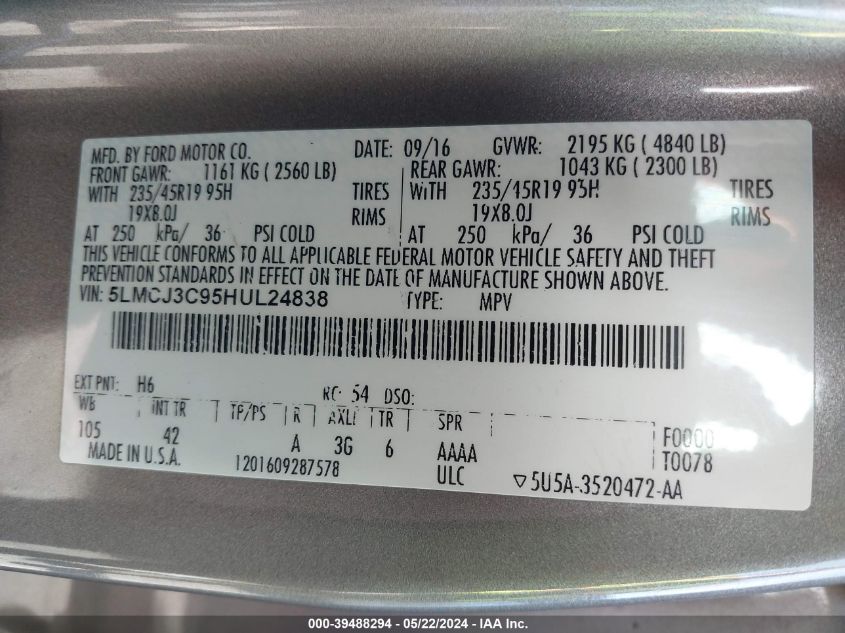 MFD. BY FORD MOTOR CO. DATE: 09/16 GVWR: 2195 KG ( 4840 LB)
FRONT GAWR: 1161 KG ( 2560 LB) REAR GAWR: 1043 KG ( 2300 LB)
WITH 235/45R19 95H TIRES WITH 235/45R19 95H TIRES
19X8.0J RIMS 19X8.0J RIMS
AT 250 kPa/ 36 PSI COLD AT 250 kPa/ 36 PSI COLD
THIS VEHICLE CONFORMS TO ALL APPLICABLE FEDERAL MOTOR VEHICLE SAFETY AND THEFT
PREVENTION STANDARDS IN EFFECT ON THE DATE OF MANUFACTURE SHOWN ABOVE.
VIN: 5LMCJ3C95HUL24838 TYPE: MPV
EXT PNT: H6 RC: 54 DSO:
WB INT TR TP/PS R AXLE TR SPR
105 42 A 3G 6 AAAA F0000
MADE IN U.S.A. 1201609287578 ULC T0078
5U5A-3520472-AA
000-39488294 - 05/22/2024 - IAA Inc.